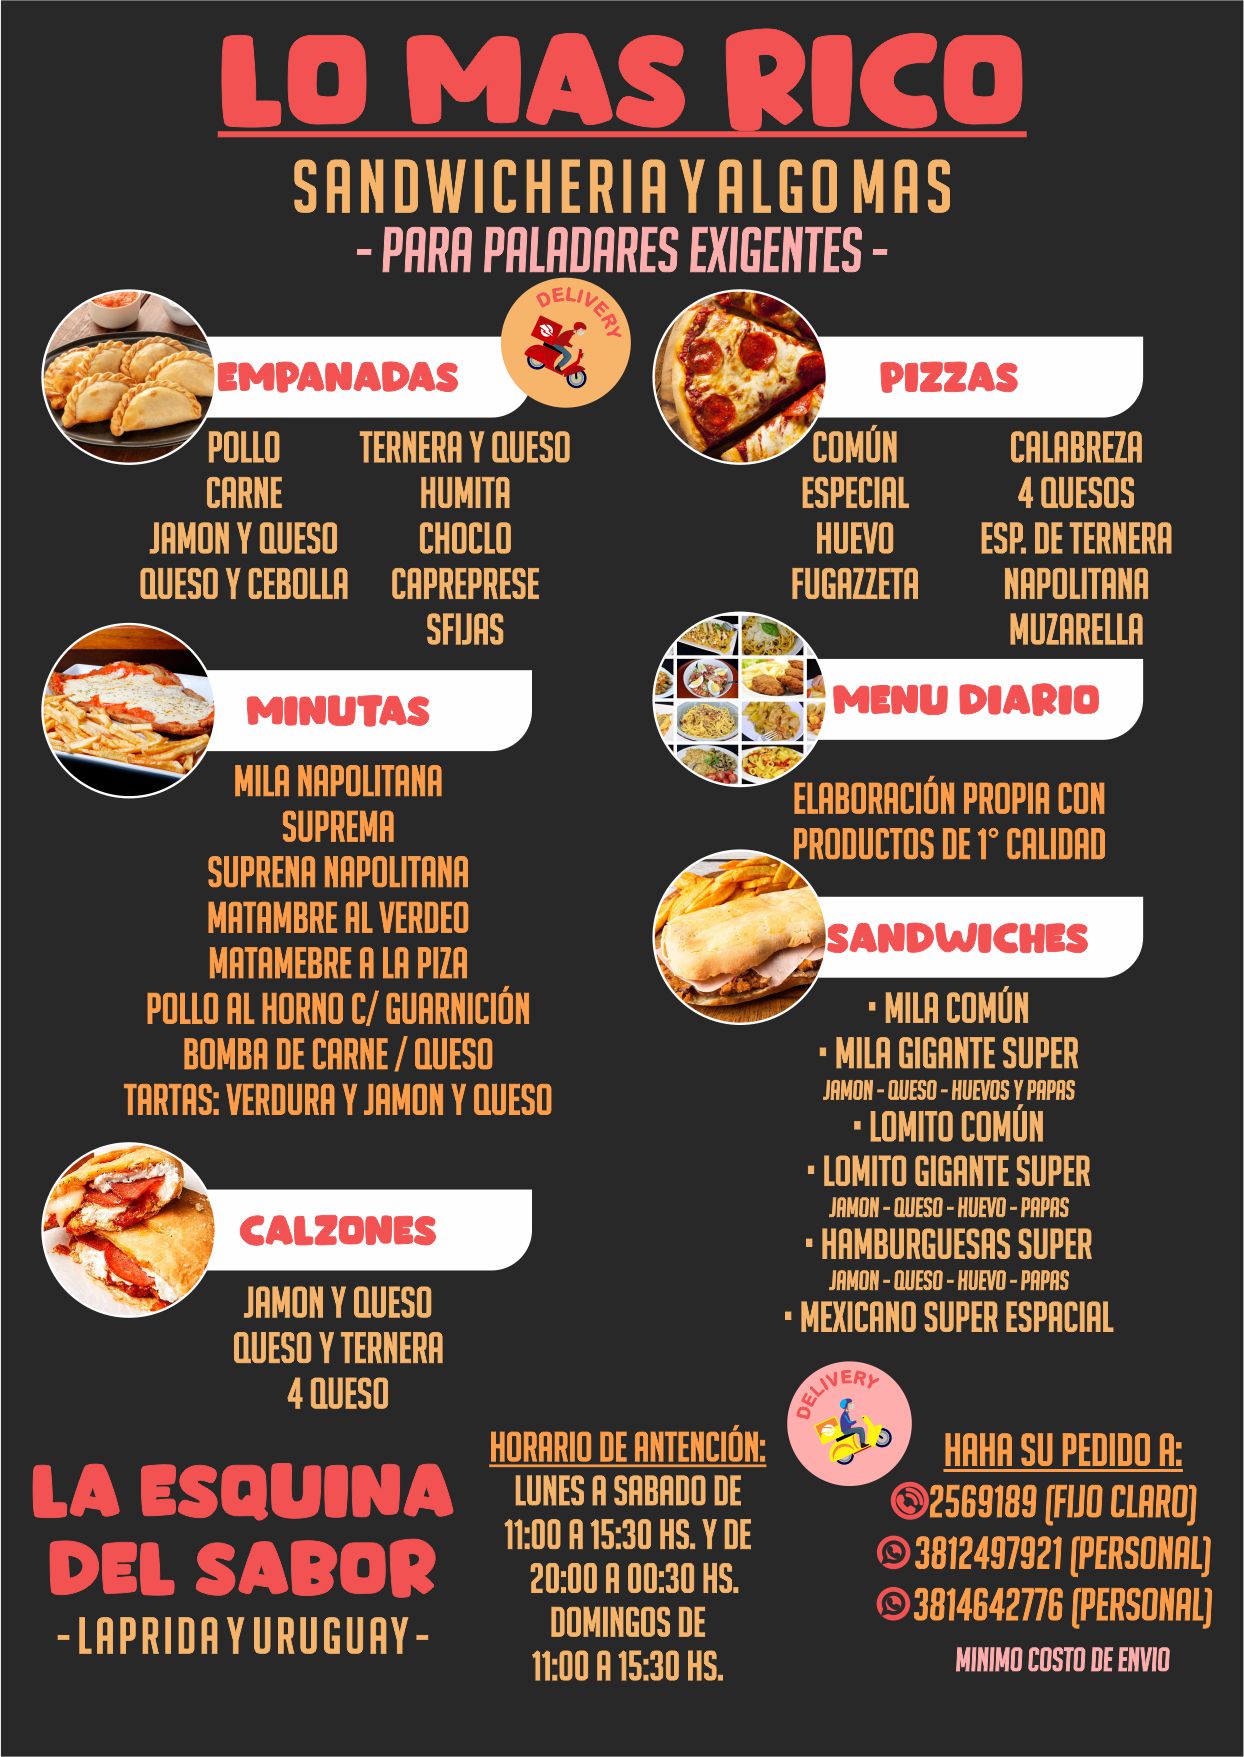 LO MAS RICO
SANDWICHERIA Y ALGO MAS
- PARA PALADARES EXIGENTES -
DELIVERY
EMPANADAS
POLLO
CARNE
JAMON Y QUESO
QUESO Y CEBOLLA
TERNERA Y QUESO
HUMITA
CHOCLO
CAPREPRESE
SFIJAS
PIZZAS
COMÚN
ESPECIAL
HUEVO
FUGAZZETA
CALABREZA
4 QUESOS
ESP. DE TERNERA
NAPOLITANA
MUZARELLA
MINUTAS
MILA NAPOLITANA
SUPREMA
SUPRENA NAPOLITANA
MATAMBRE AL VERDEO
MATAMEBRE A LA PIZA
POLLO AL HORNO C/ GUARNICIÓN
BOMBA DE CARNE / QUESO
TARTAS: VERDURA Y JAMON Y QUESO
MENU DIARIO
ELABORACIÓN PROPIA CON
PRODUCTOS DE 1° CALIDAD
SANDWICHES
· MILA COMÚN
· MILA GIGANTE SUPER
JAMON - QUESO - HUEVOS Y PAPAS
· LOMITO COMÚN
· LOMITO GIGANTE SUPER
JAMON - QUESO - HUEVO - PAPAS
· HAMBURGUESAS SUPER
JAMON - QUESO - HUEVO - PAPAS
· MEXICANO SUPER ESPACIAL
CALZONES
JAMON Y QUESO
QUESO Y TERNERA
4 QUESO
LA ESQUINA
DEL SABOR
- LAPRIDA Y URUGUAY -
HORARIO DE ANTENCIÓN:
LUNES A SABADO DE
11:00 A 15:30 HS. Y DE
20:00 A 00:30 HS.
DOMINGOS DE
11:00 A 15:30 HS.
DELIVERY
HAHA SU PEDIDO A:
2569189 (FIJO CLARO)
3812497921 (PERSONAL)
3814642776 (PERSONAL)
MINIMO COSTO DE ENVIO